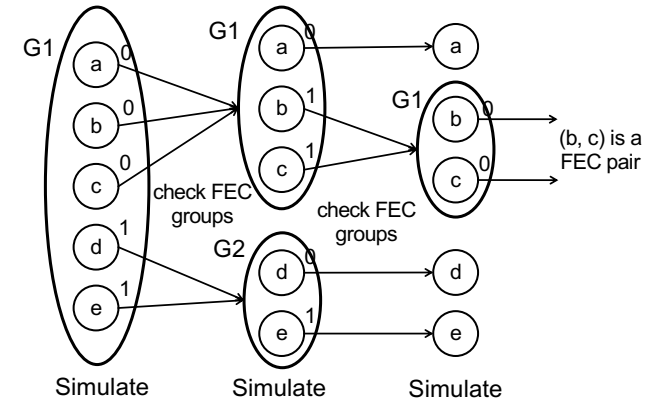 G1
a 0
b 0
c 0
d 1
e 1
Simulate
check FEC
groups
G1
a 0
b 1
c 1
G2
d 0
e 1
Simulate
check FEC
groups
a
G1
b 0
c 0
d
e
Simulate
(b, c) is a
FEC pair